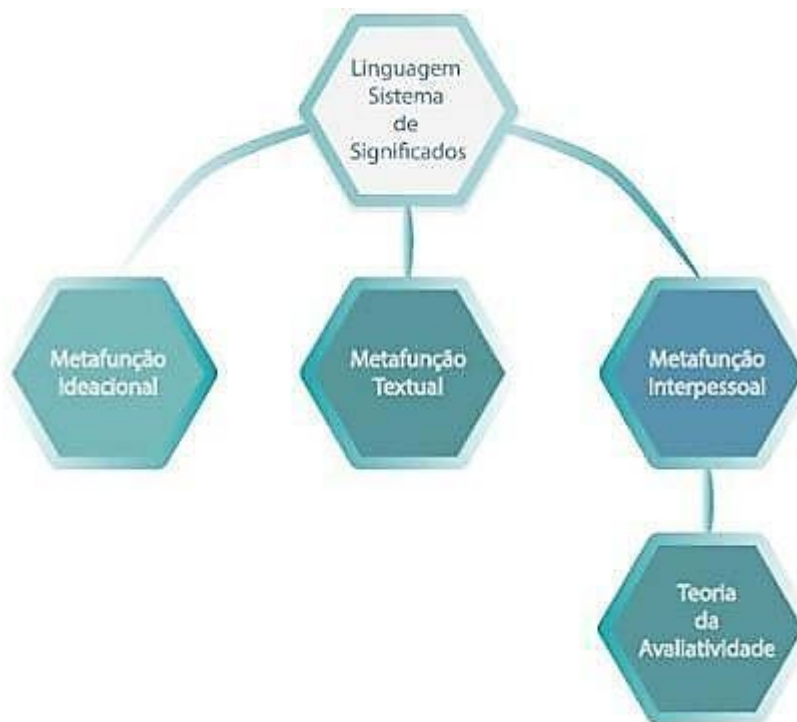 Linguagem
Sistema
de
Significados
Metafunção
Ideacional
Metafunção
Textual
Metafunção
Interpessoal
Teoria
da
Avaliatividade